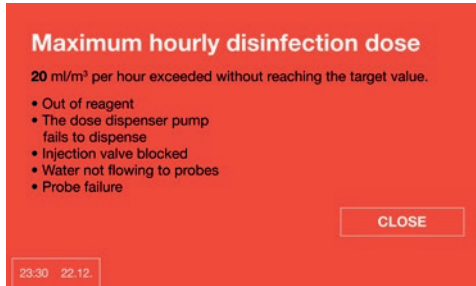 Maximum hourly disinfection dose
20 ml/m³ per hour exceeded without reaching the target value.
• Out of reagent
• The dose dispenser pump
fails to dispense
• Injection valve blocked
• Water not flowing to probes
• Probe failure
CLOSE
23:30 22.12.